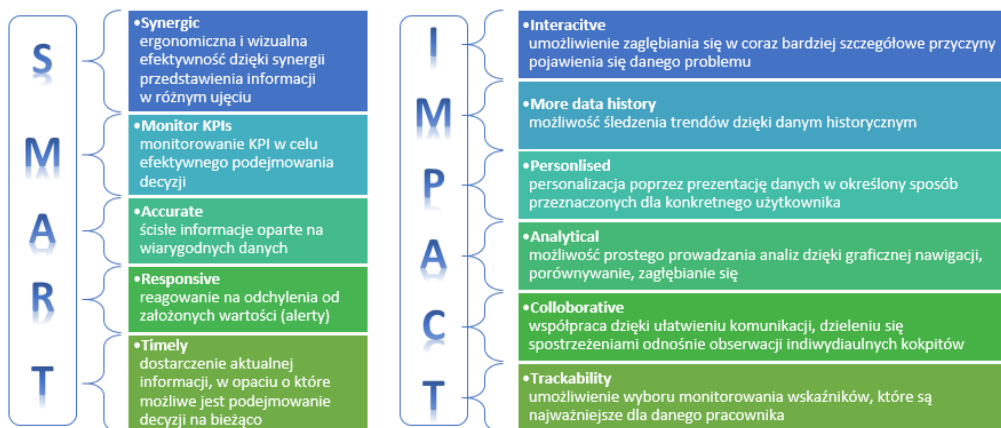 S
•Synergic
ergonomiczna i wizualna
efektywność dzięki synergii
przedstawienia informacji
w różnym ujęciu
M
•Monitor KPIs
monitorowanie KPI w celu
efektywnego podejmowania
decyzji
A
•Accurate
ścisłe informacje oparte na
wiarygodnych danych
R
•Responsive
reagowanie na odchylenia od
założonych wartości (alerty)
T
•Timely
dostarczenie aktualnej
informacji, w opaciu o które
możliwe jest podejmowanie
decyzji na bieżąco
I
•Interacitve
umożliwienie zagłębiania się w coraz bardziej szczegółowe przyczyny
pojawienia się danego problemu
M
•More data history
możliwość śledzenia trendów dzięki danym historycznym
P
•Personlised
personalizacja poprzez prezentację danych w określony sposób
przeznaczonych dla konkretnego użytkownika
A
•Analytical
możliwość prostego prowadzania analiz dzięki graficznej nawigacji,
porównywanie, zagłębianie się
C
•Colloborative
współpraca dzięki ułatwieniu komunikacji, dzieleniu się
spostrzeżeniami odnośnie obserwacji indiwydiaulnych kokpitów
T
•Trackability
umożliwienie wyboru monitorowania wskaźników, które są
najważniejsze dla danego pracownika